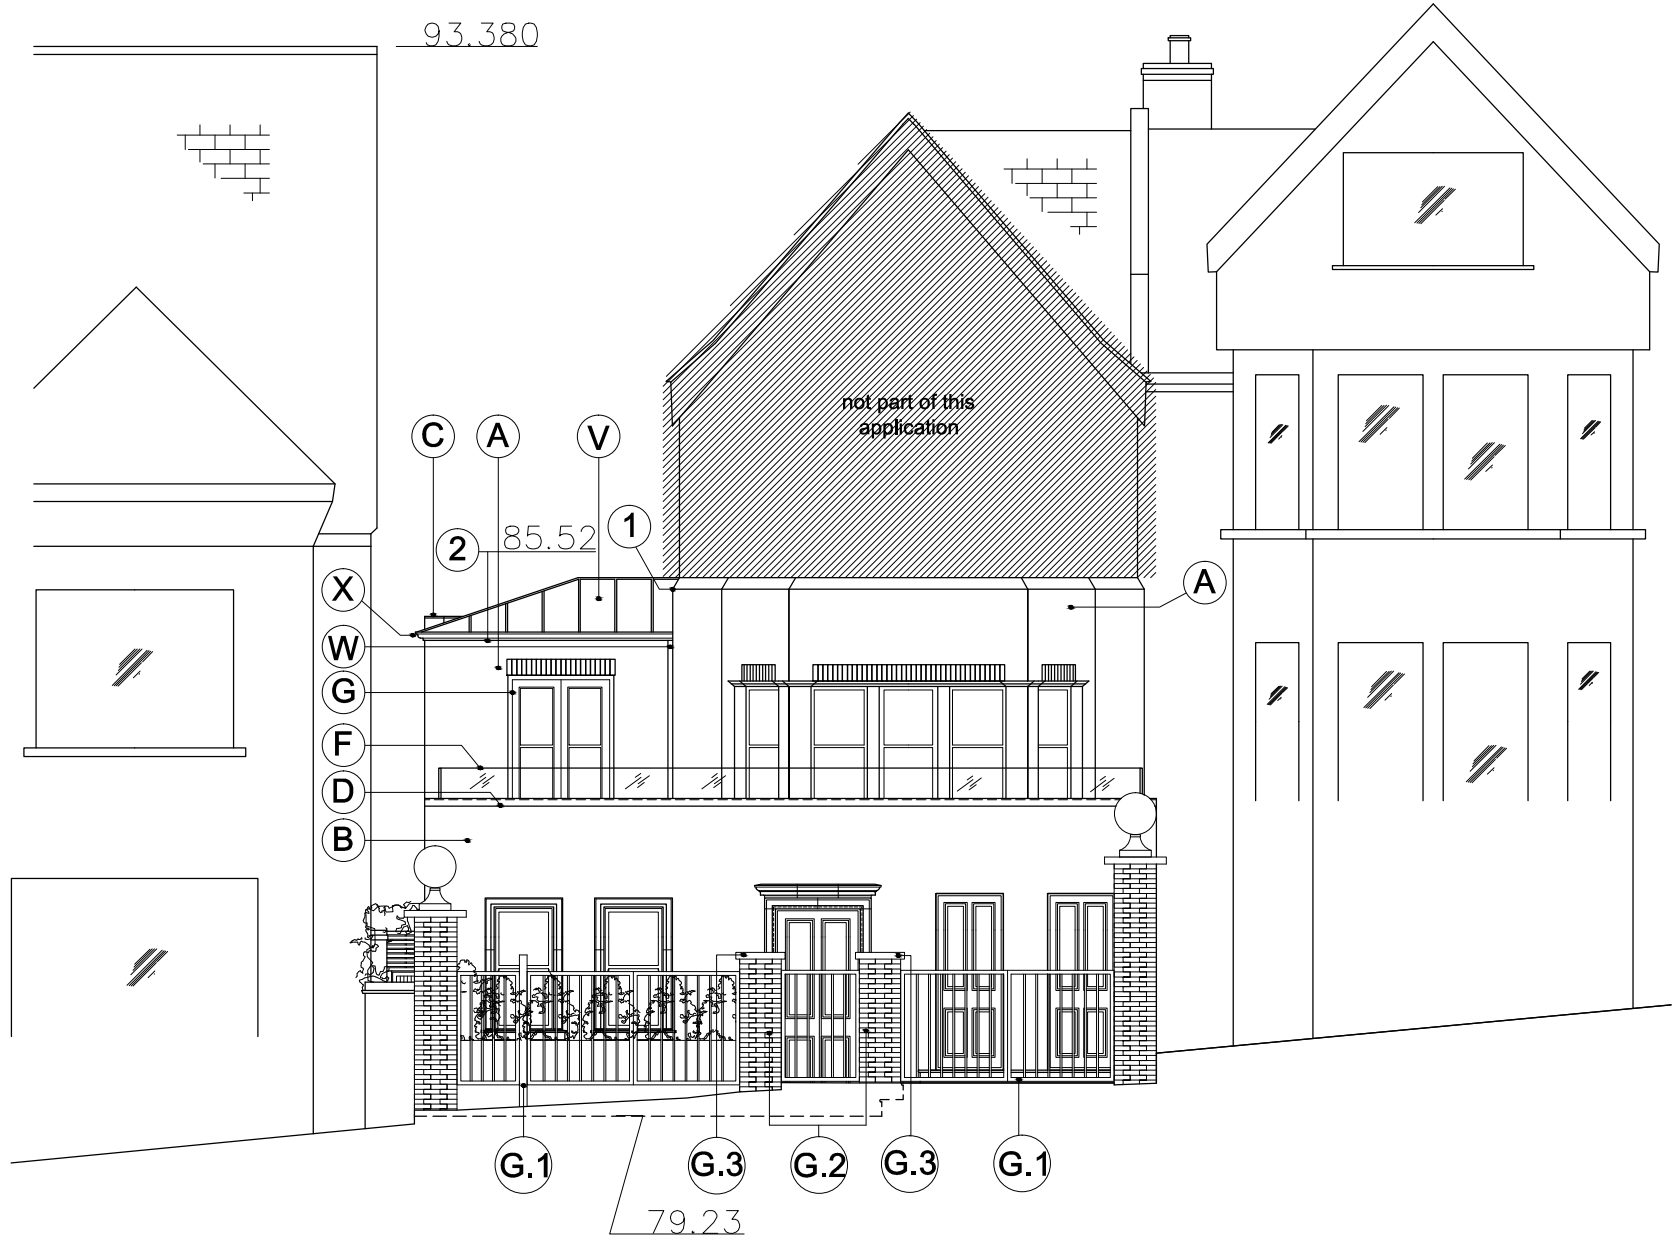 93.380
not part of this
application
C
A
V
1
2
85.52
X
A
W
G
F
D
B
G.1
G.3
G.2
G.3
G.1
79.23